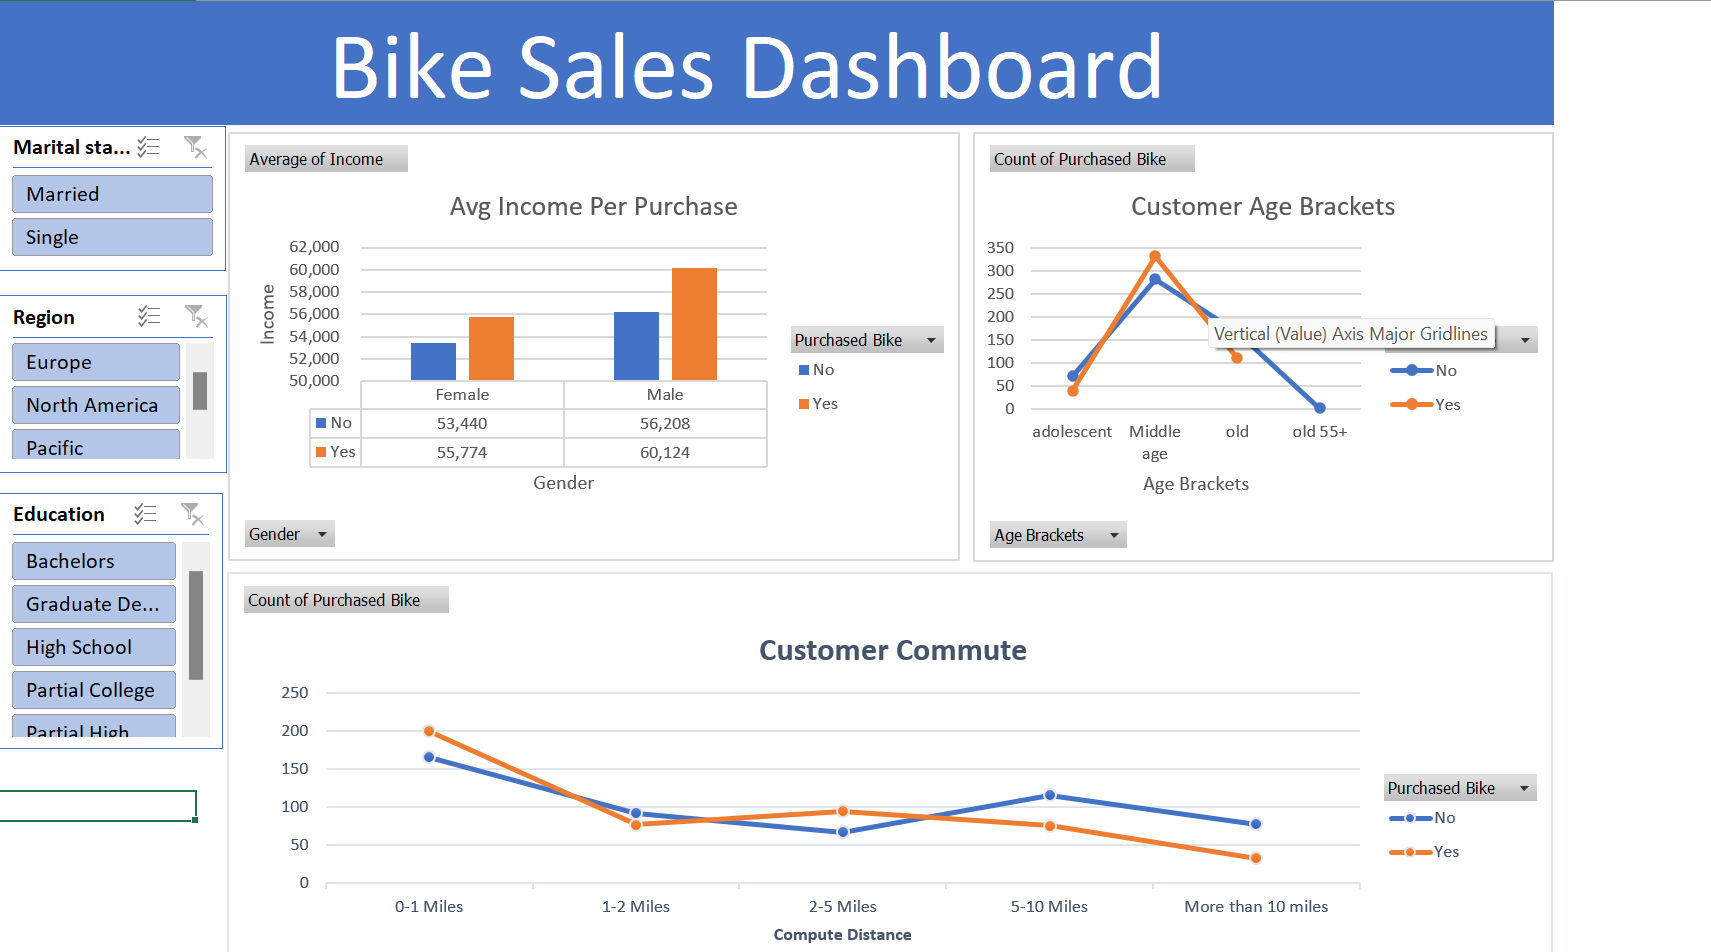 Bike Sales Dashboard
Marital sta...
Married
Single
Region
Europe
North America
Pacific
Education
Bachelors
Graduate De...
High School
Partial College
Partial High
Average of Income
Avg Income Per Purchase
62,000
60,000
58,000
56,000
54,000
52,000
50,000
Income
Female Male
No 53,440 56,208
Yes 55,774 60,124
Gender
Purchased Bike
No
Yes
Gender
Count of Purchased Bike
Customer Age Brackets
350
300
250
200
150
100
50
0
Vertical (Value) Axis Major Gridlines
No
Yes
adolescent Middle age old old 55+
Age Brackets
Age Brackets
Count of Purchased Bike
Customer Commute
250
200
150
100
50
0
0-1 Miles 1-2 Miles 2-5 Miles 5-10 Miles More than 10 miles
Compute Distance
Purchased Bike
No
Yes